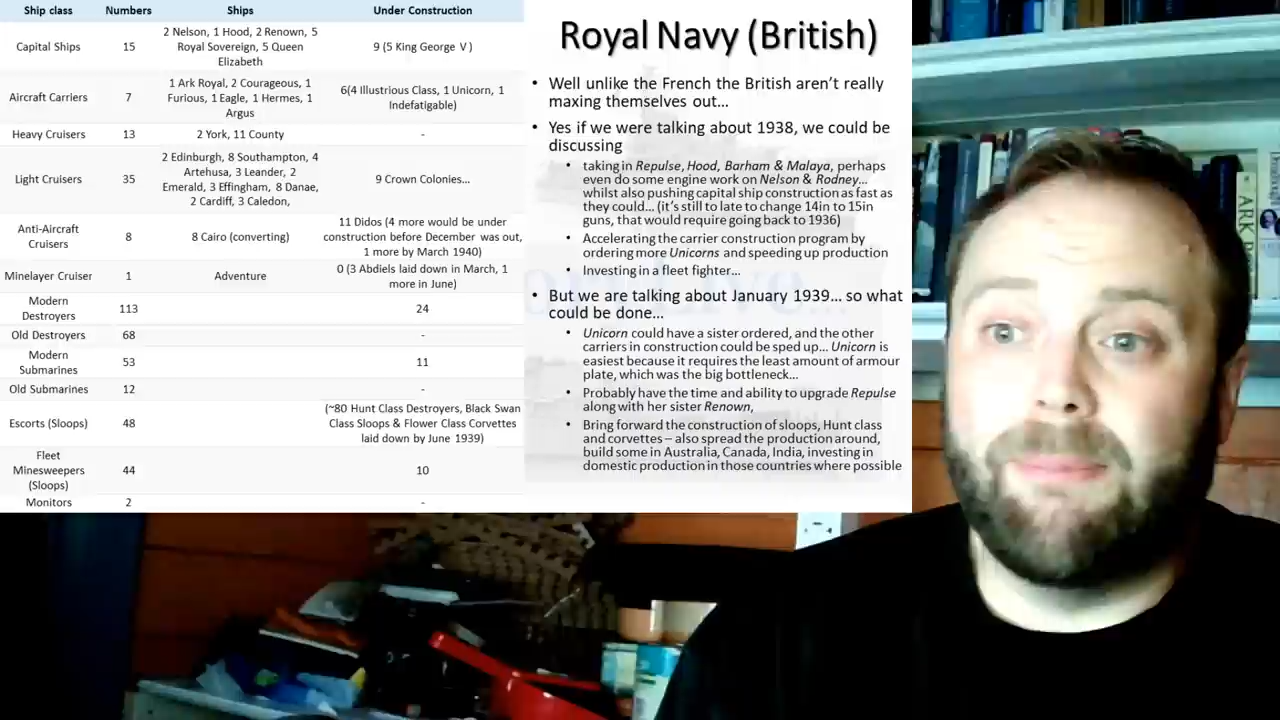 Ship class Numbers Ships Under Construction
Capital Ships 15 2 Nelson, 1 Hood, 2 Renown, 5
Royal Sovereign, 5 Queen
Elizabeth 9 (5 King George V )
Aircraft Carriers 7 1 Ark Royal, 2 Courageous, 1
Furious, 1 Eagle, 1 Hermes, 1
Argus 6(4 Illustrious Class, 1 Unicorn, 1
Indefatigable)
Heavy Cruisers 13 2 York, 11 County -
Light Cruisers 35 2 Edinburgh, 8 Southampton, 4
Artehusa, 3 Leander, 2
Emerald, 3 Effingham, 8 Danae,
2 Cardiff, 3 Caledon, 9 Crown Colonies...
Anti-Aircraft
Cruisers 8 8 Cairo (converting) 11 Didos (4 more would be under
construction before December was out,
1 more by March 1940)
Minelayer Cruiser 1 Adventure 0 (3 Abdiels laid down in March, 1
more in June)
Modern
Destroyers 113 24
Old Destroyers 68 -
Modern
Submarines 53 11
Old Submarines 12 -
Escorts (Sloops) 48 (~80 Hunt Class Destroyers, Black Swan
Class Sloops & Flower Class Corvettes
laid down by June 1939)
Fleet
Minesweepers
(Sloops) 44 10
Monitors 2 -
Royal Navy (British)
• Well unlike the French the British aren't really
maxing themselves out...
• Yes if we were talking about 1938, we could be
discussing
• taking in Repulse, Hood, Barham & Malaya, perhaps
even do some engine work on Nelson & Rodney...
whilst also pushing capital ship construction as fast as
they could... (it's still to late to change 14in to 15in
guns, that would require going back to 1936)
• Accelerating the carrier construction program by
ordering more Unicorns and speeding up production
• Investing in a fleet fighter...
• But we are talking about January 1939... so what
could be done...
• Unicorn could have a sister ordered, and the other
carriers in construction could be sped up... Unicorn is
easiest because it requires the least amount of armour
plate, which was the big bottleneck...
• Probably have the time and ability to upgrade Repulse
along with her sister Renown,
• Bring forward the construction of sloops, Hunt class
and corvettes – also spread the production around,
build some in Australia, Canada, India, investing in
domestic production in those countries where possible